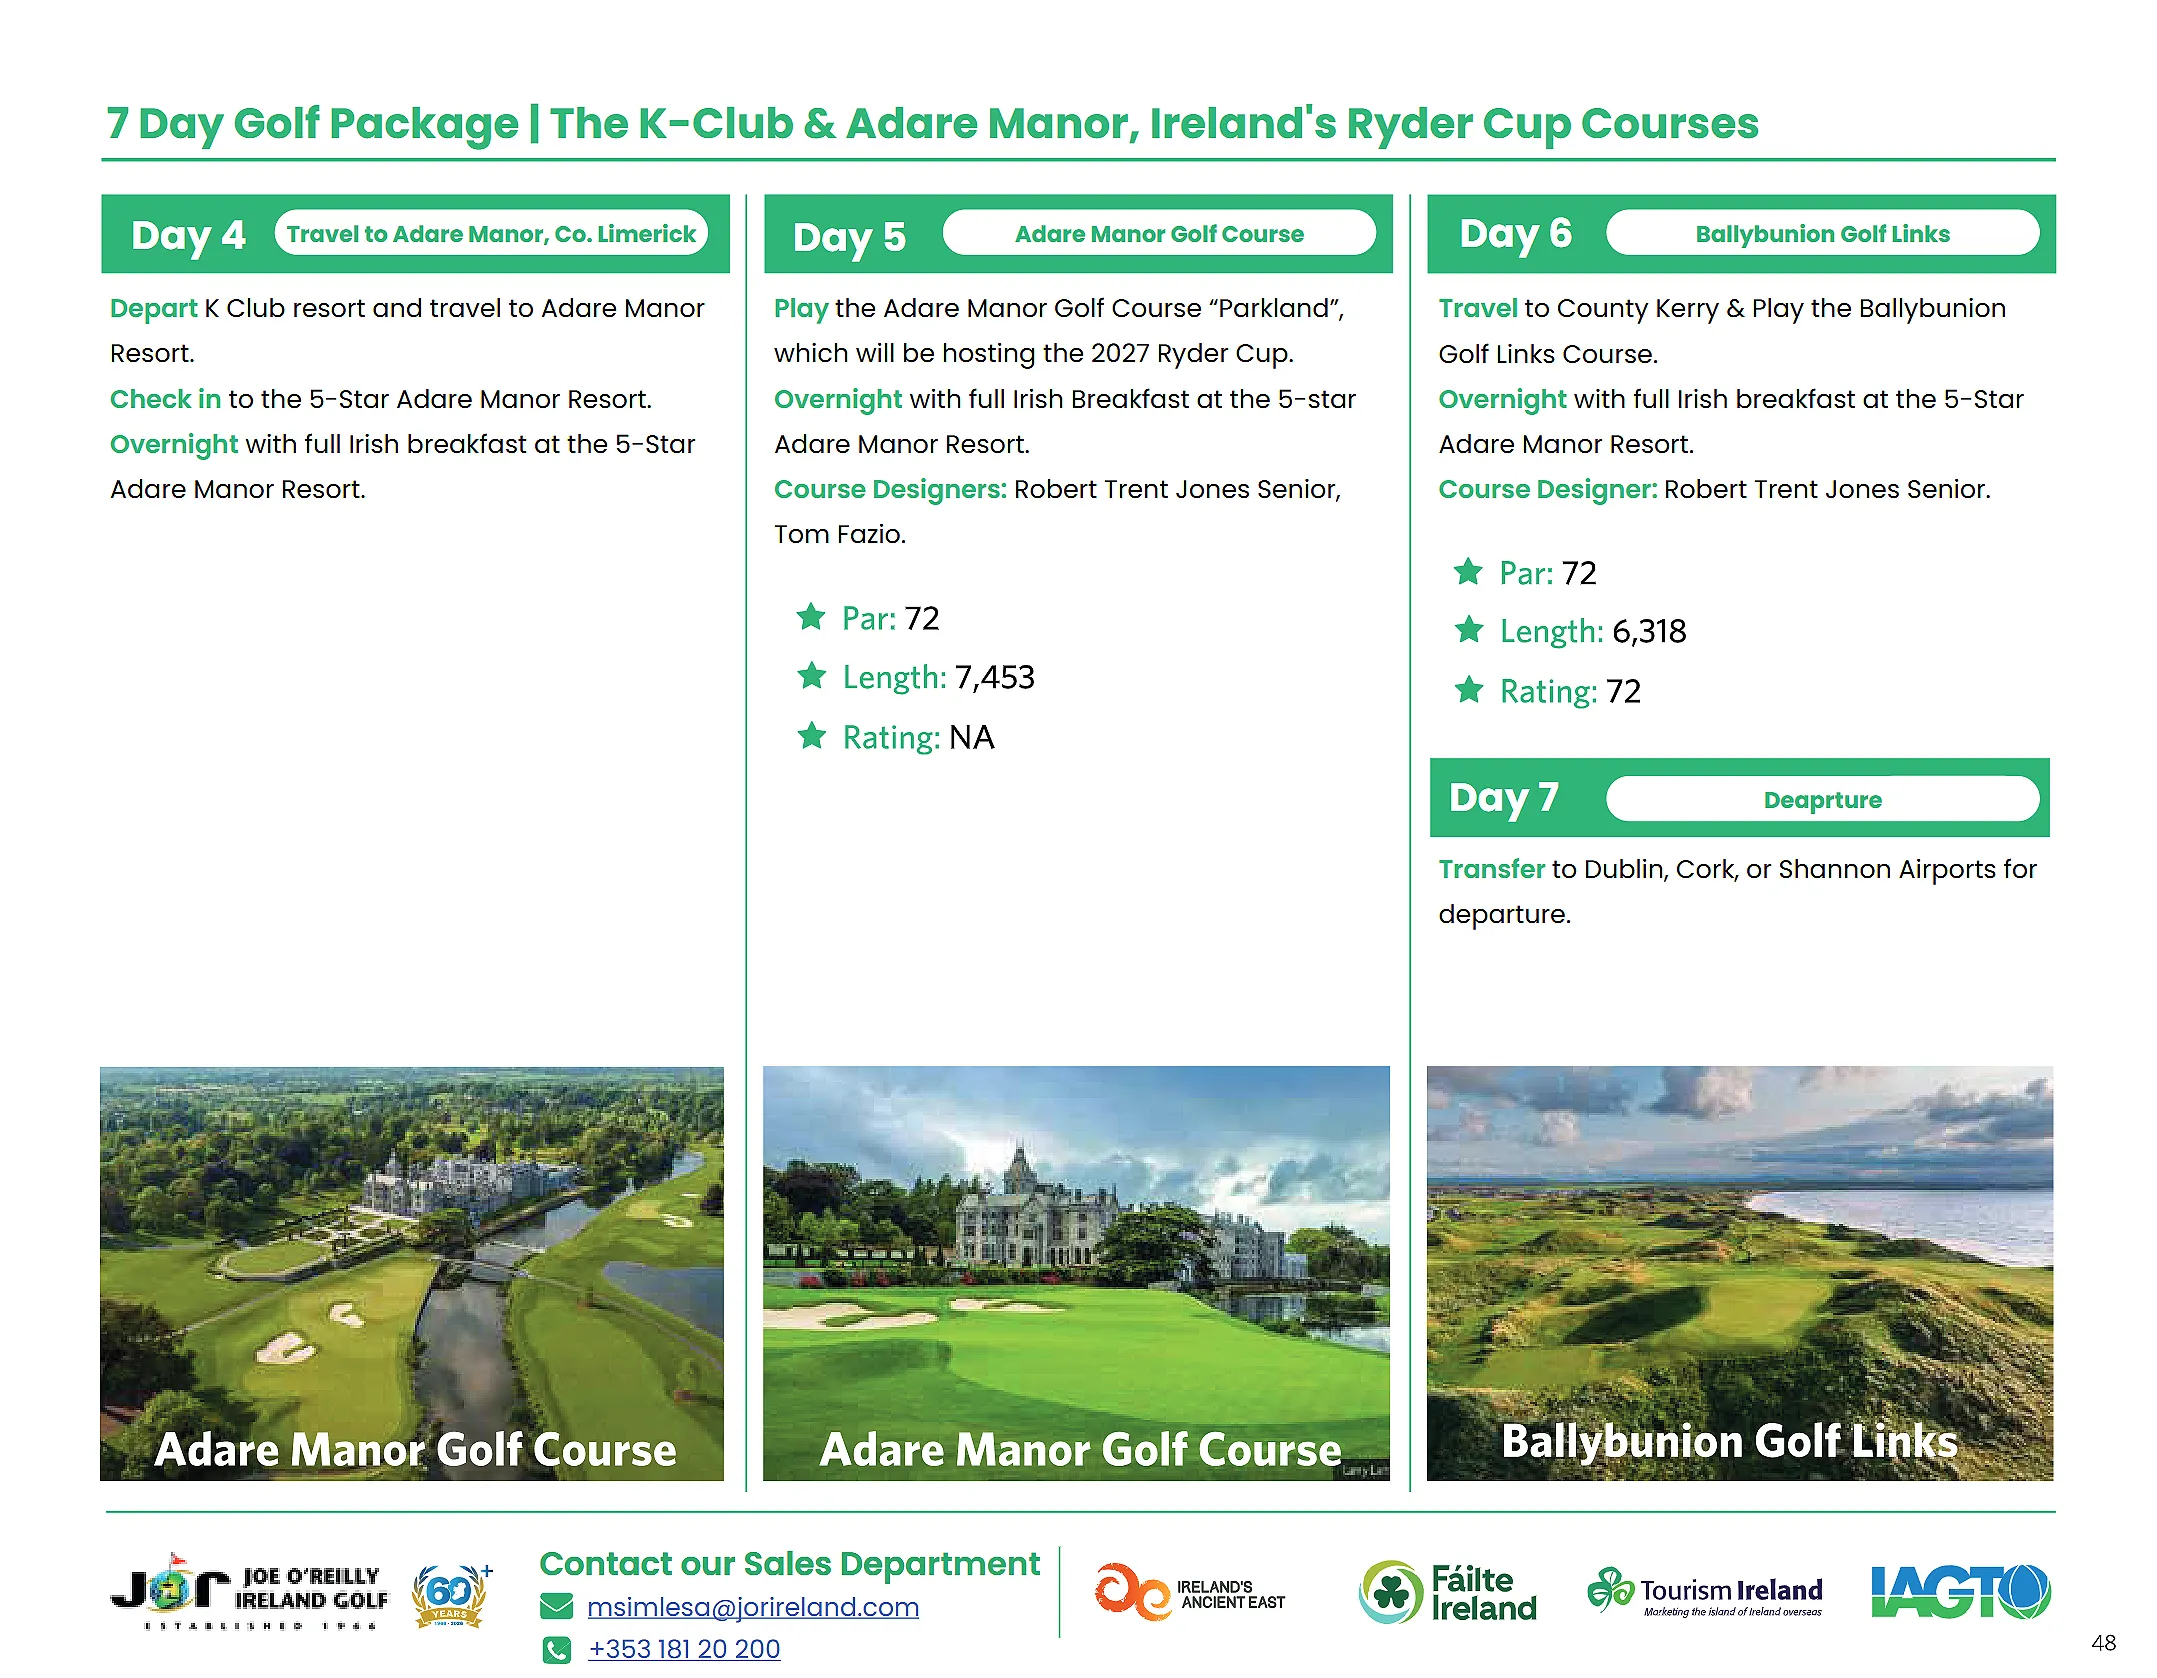 7 Day Golf Package | The K-Club & Adare Manor, Ireland's Ryder Cup Courses
Day 4
Travel to Adare Manor, Co. Limerick
Depart K Club resort and travel to Adare Manor
Resort.
Check in to the 5-Star Adare Manor Resort.
Overnight with full Irish breakfast at the 5-Star
Adare Manor Resort.
Adare Manor Golf Course
Day 5
Adare Manor Golf Course
Play the Adare Manor Golf Course “Parkland”,
which will be hosting the 2027 Ryder Cup.
Overnight with full Irish Breakfast at the 5-star
Adare Manor Resort.
Course Designers: Robert Trent Jones Senior,
Tom Fazio.
Par: 72
Length: 7,453
Rating: NA
Adare Manor Golf Course
Day 6
Ballybunion Golf Links
Travel to County Kerry & Play the Ballybunion
Golf Links Course.
Overnight with full Irish breakfast at the 5-Star
Adare Manor Resort.
Course Designer: Robert Trent Jones Senior.
Par: 72
Length: 6,318
Rating: 72
Day 7
Deaprture
Transfer to Dublin, Cork, or Shannon Airports for
departure.
Ballybunion Golf Links
JOR
JOE O'REILLY
IRELAND GOLF
ESTABLISHED 1966
60+
YEARS
Contact our Sales Department
msimlesa@jorireland.com
+353 181 20 200
IRELAND'S
ANCIENT EAST
Fáilte
Ireland
Tourism Ireland
Marketing the island of Ireland overseas
IAGTO
48